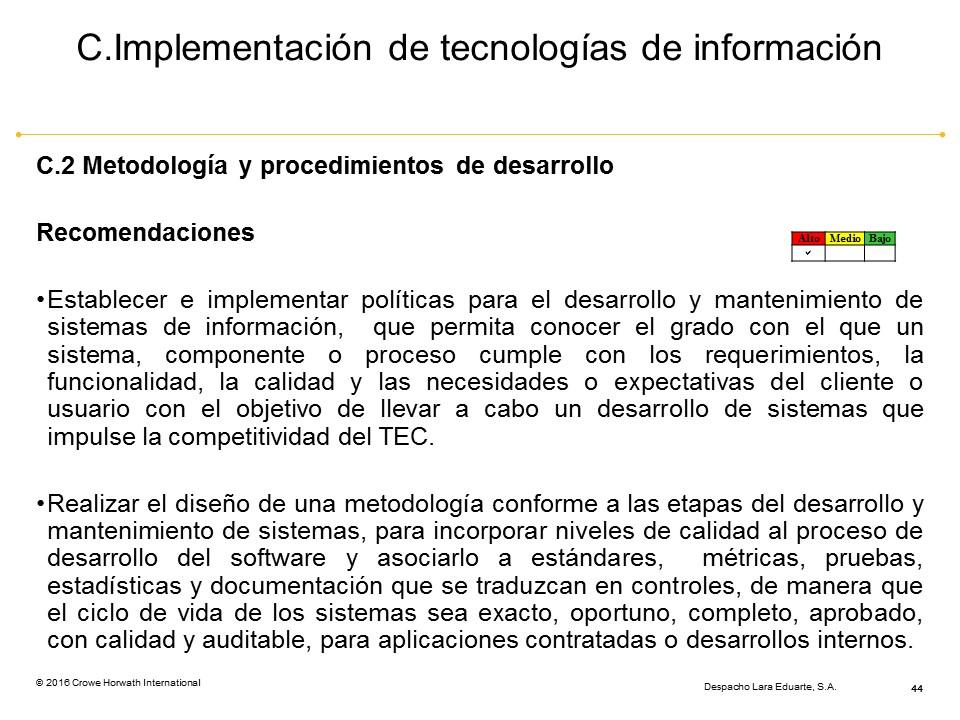 C.Implementación de tecnologías de información
C.2 Metodología y procedimientos de desarrollo
Recomendaciones
Alto Medio Bajo
✓
•Establecer e implementar políticas para el desarrollo y mantenimiento de
sistemas de información, que permita conocer el grado con el que un
sistema, componente o proceso cumple con los requerimientos, la
funcionalidad, la calidad y las necesidades o expectativas del cliente o
usuario con el objetivo de llevar a cabo un desarrollo de sistemas que
impulse la competitividad del TEC.
•Realizar el diseño de una metodología conforme a las etapas del desarrollo y
mantenimiento de sistemas, para incorporar niveles de calidad al proceso de
desarrollo del software y asociarlo a estándares, métricas, pruebas,
estadísticas y documentación que se traduzcan en controles, de manera que
el ciclo de vida de los sistemas sea exacto, oportuno, completo, aprobado,
con calidad y auditable, para aplicaciones contratadas o desarrollos internos.
© 2016 Crowe Horwath International
Despacho Lara Eduarte, S.A.
44